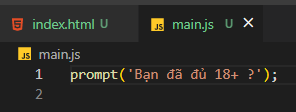 index.html U main.js U
main.js
1 prompt('Bạn đã đủ 18+ ?');
2